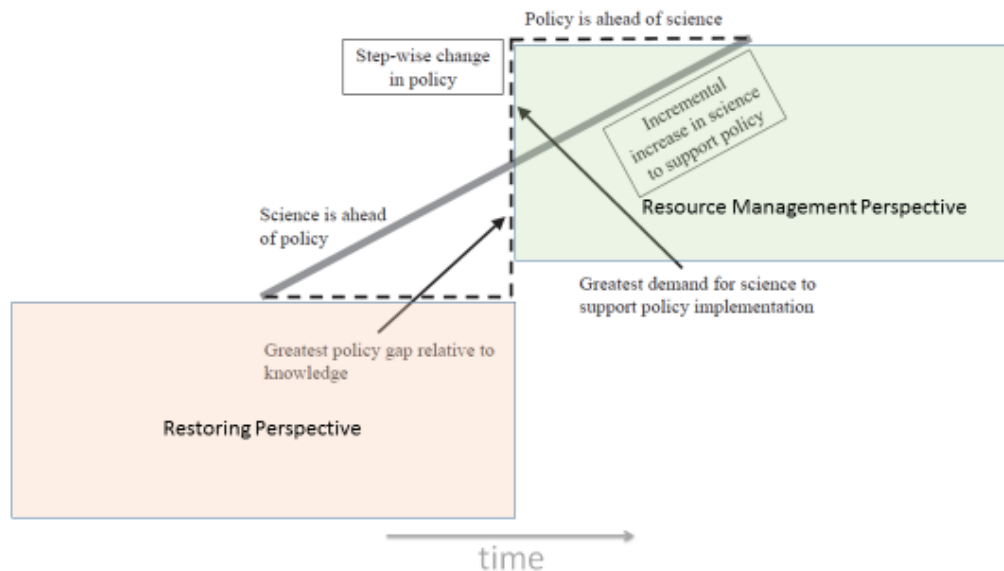 Policy is ahead of science
Step-wise change
in policy
Incremental
increase in science
to support policy
Science is ahead
of policy
Resource Management Perspective
Greatest demand for science to
support policy implementation
Greatest policy gap relative to
knowledge
Restoring Perspective
time